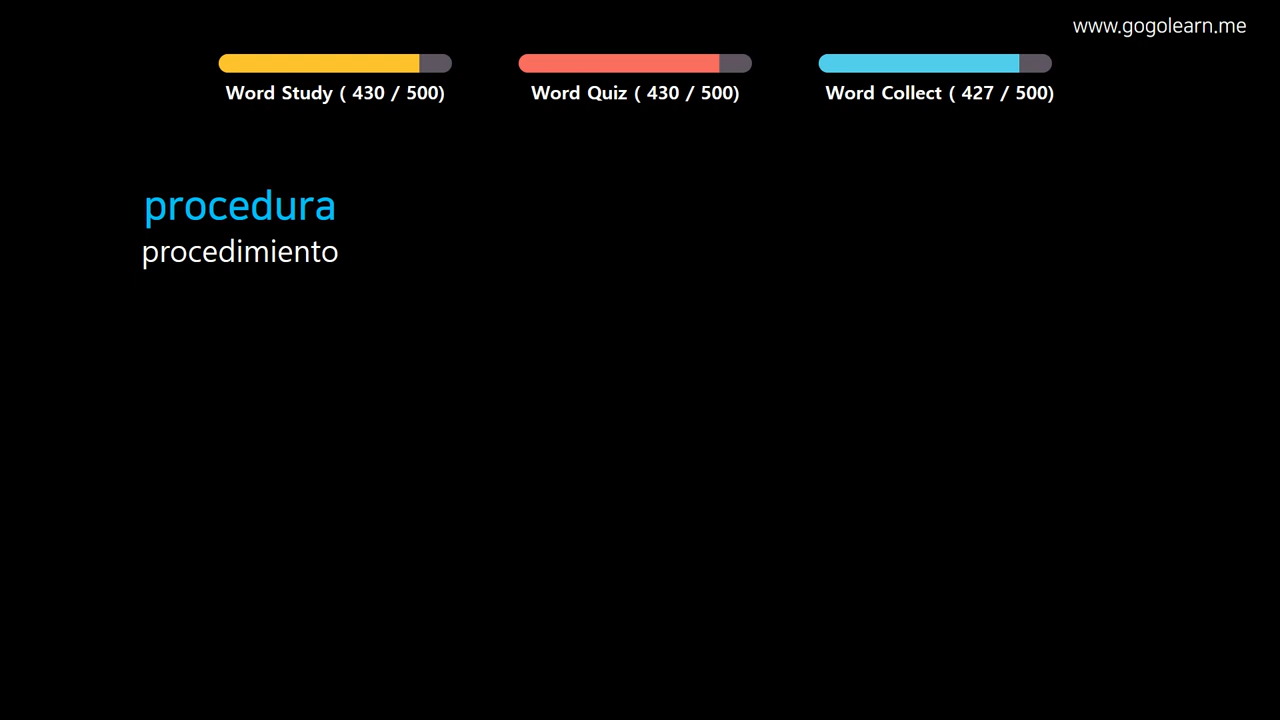 www.gogolearn.me
Word Study ( 430 / 500)
Word Quiz ( 430 / 500)
Word Collect ( 427 / 500)
procedura
procedimiento